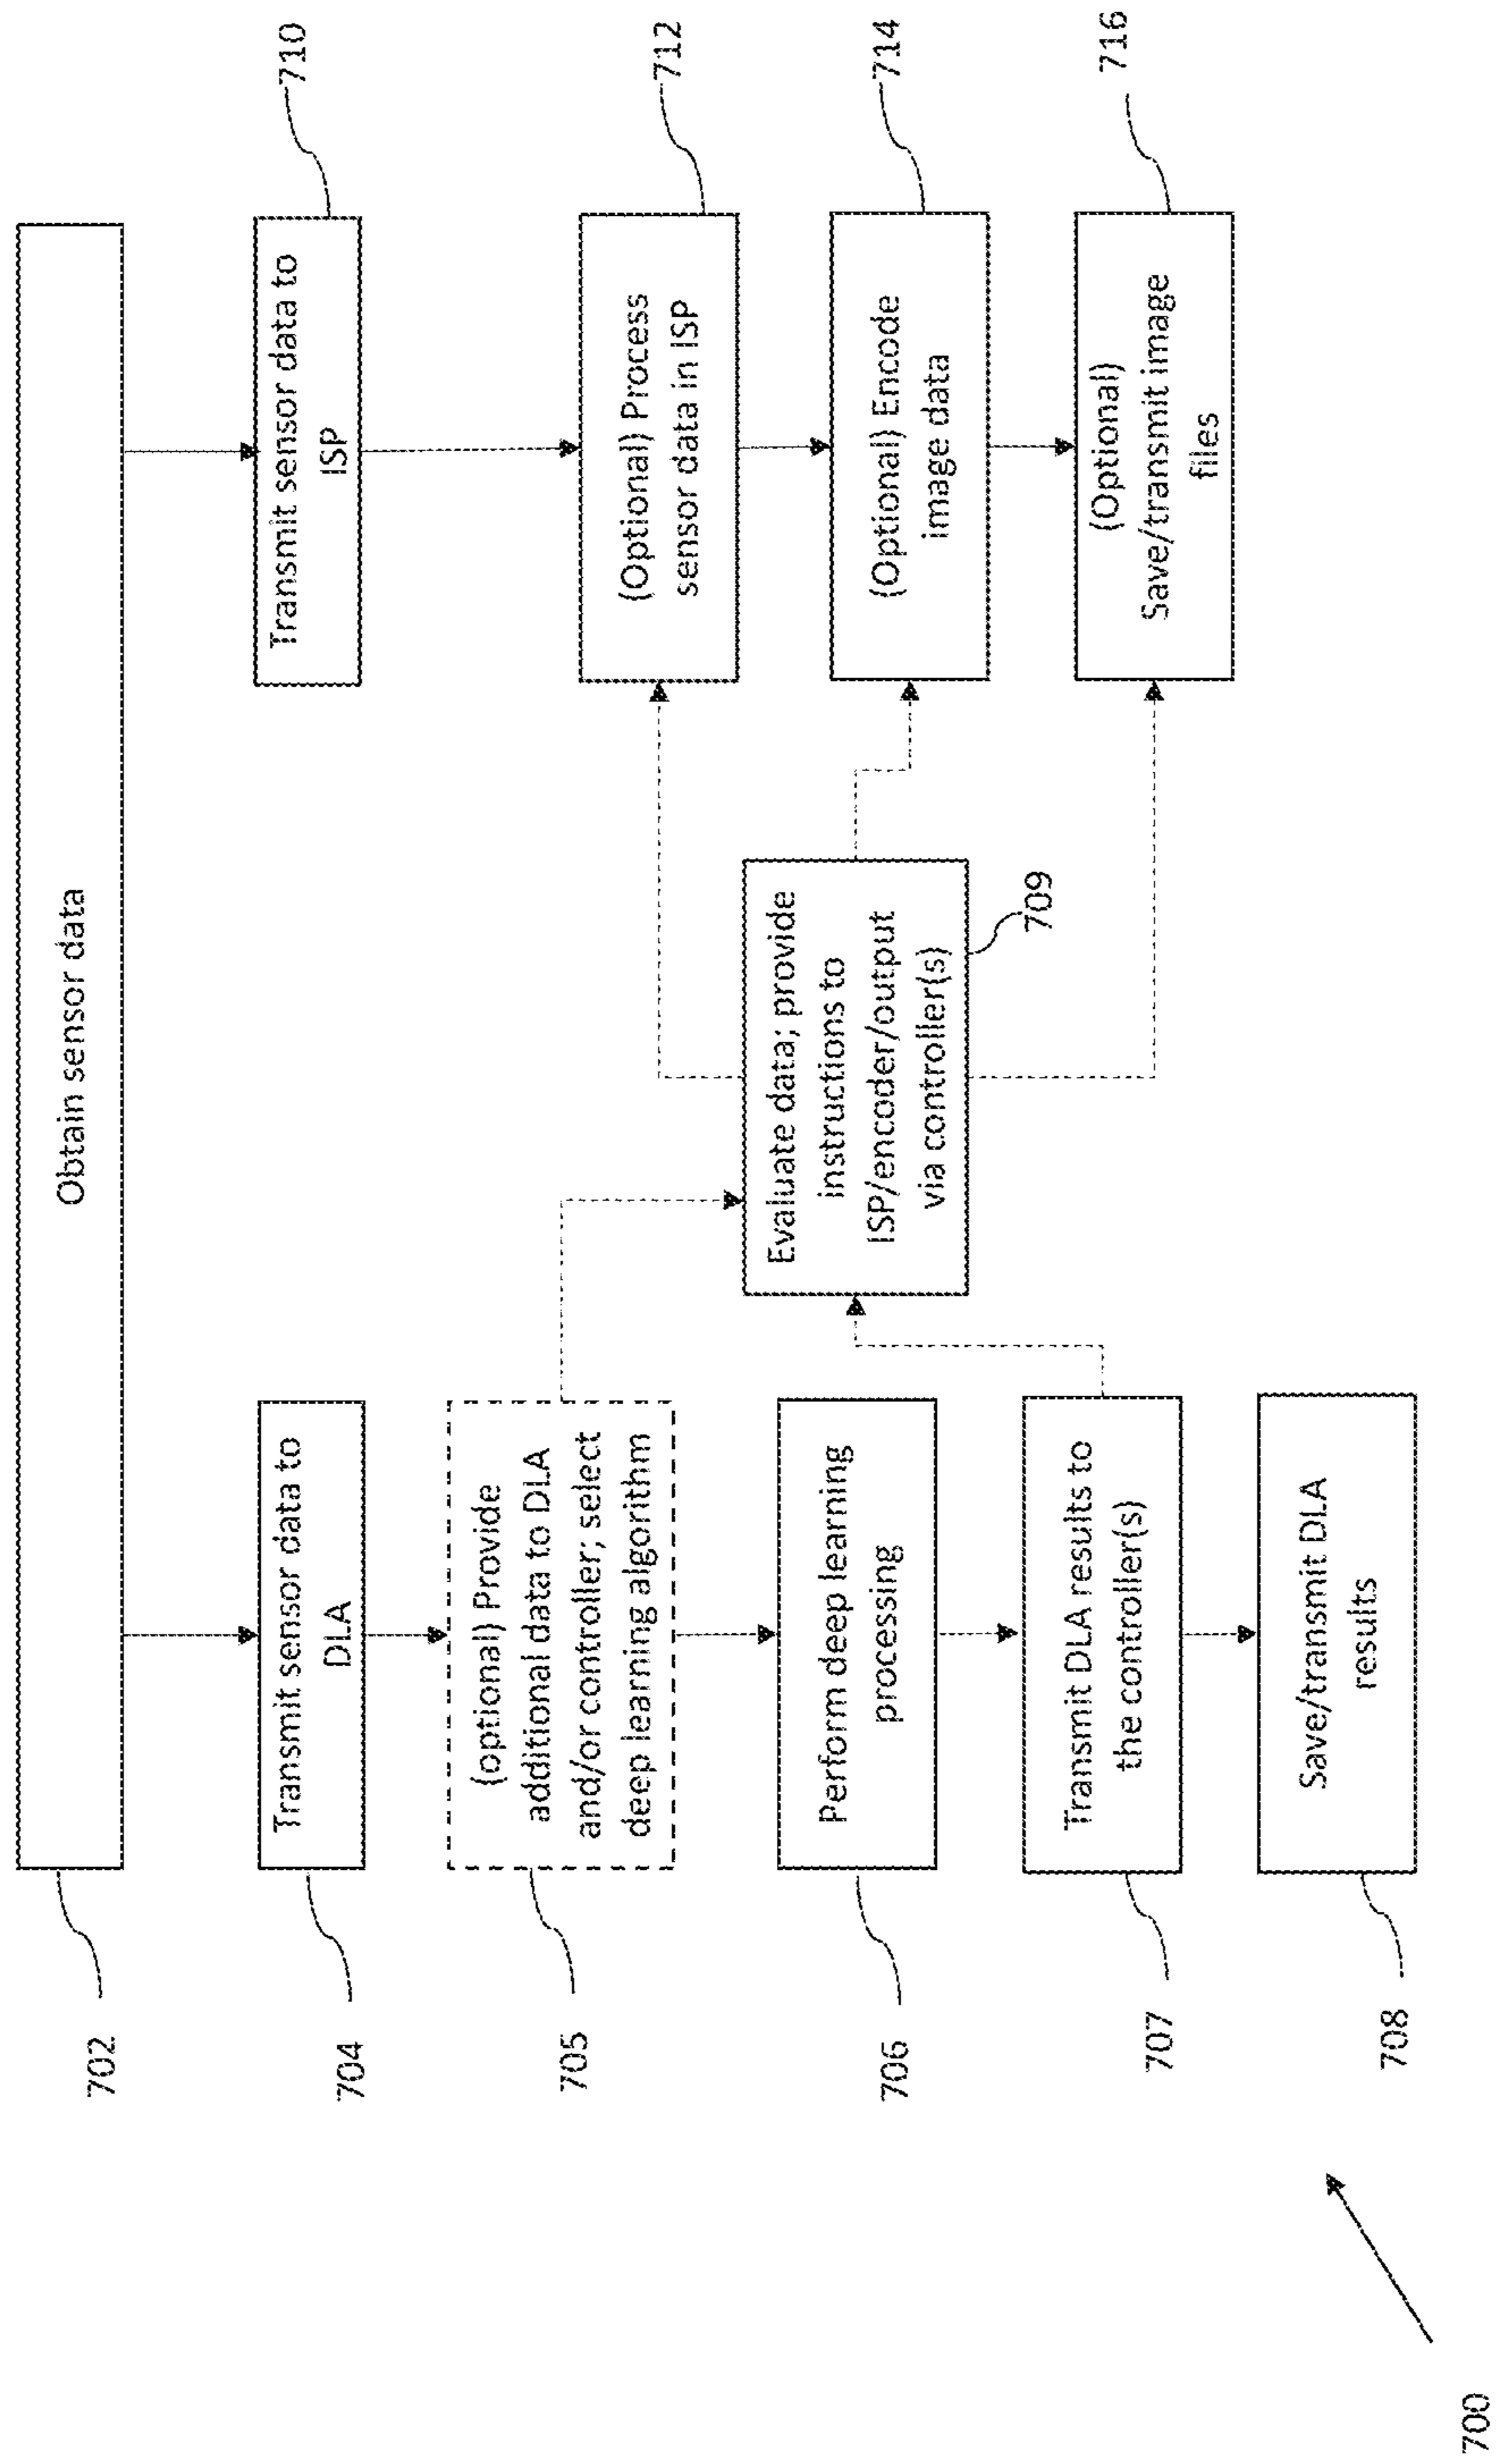 Obtain sensor data
702
Transmit sensor data to
DLA
704
(optional) Provide
additional data to DLA
and/or controller; select
deep learning algorithm
705
Perform deep learning
processing
706
Transmit DLA results to
the controller(s)
707
Save/transmit DLA
results
708
Evaluate data; provide
instructions to
ISP/encoder/output
via controller(s)
709
Transmit sensor data to
ISP
710
(Optional) Process
sensor data in ISP
712
(Optional) Encode
image data
714
(Optional)
Save/transmit image
files
716
700